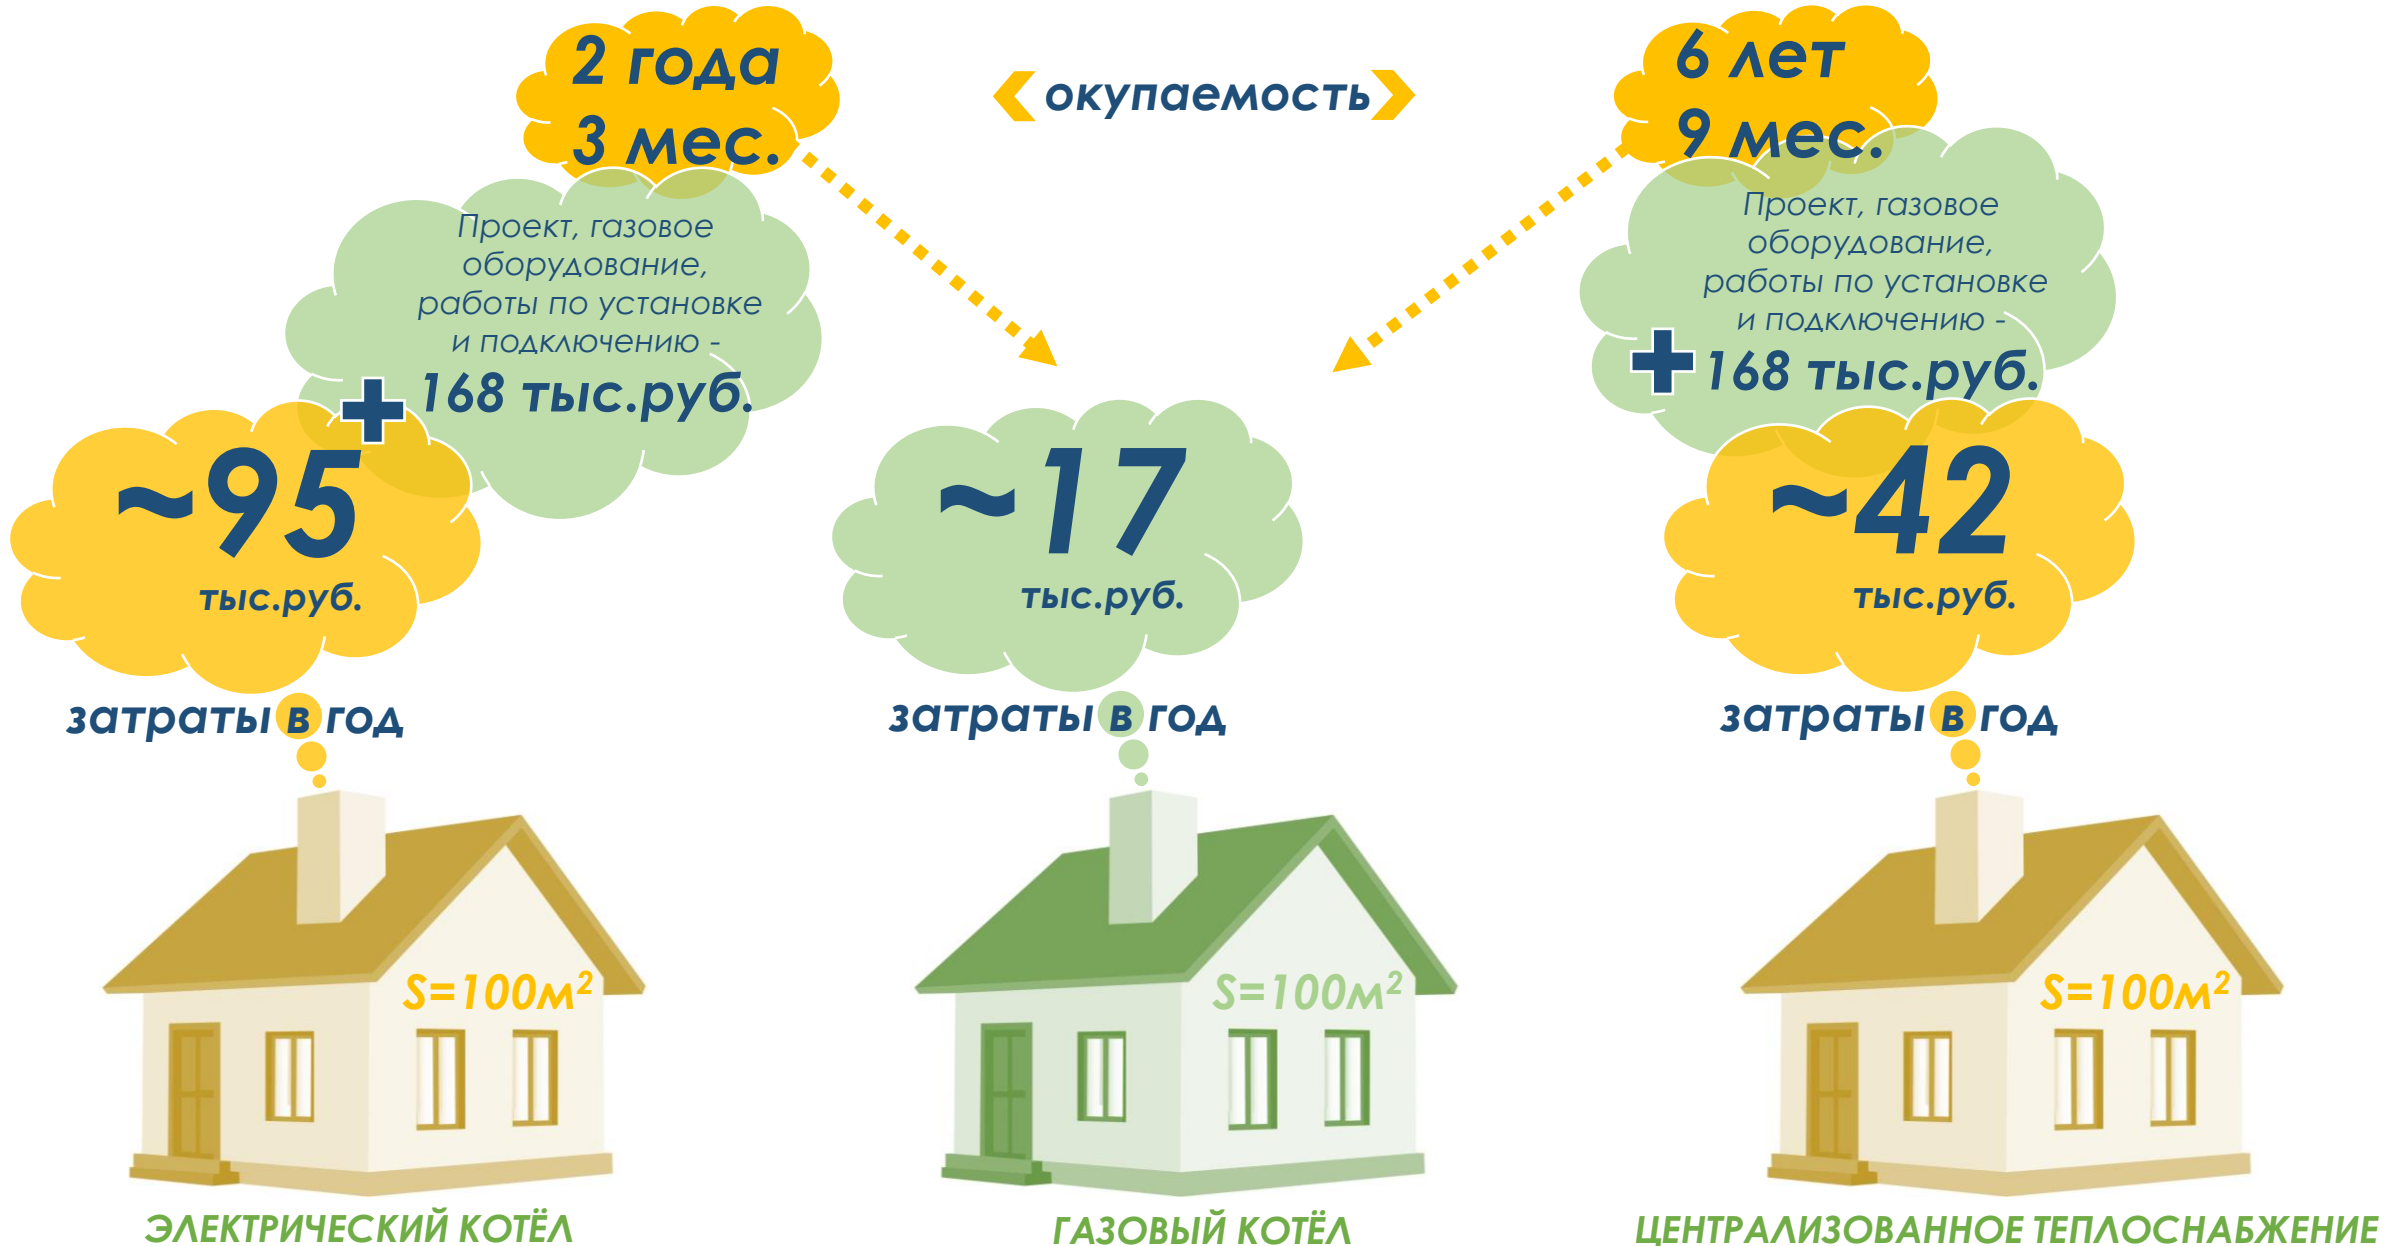 2 года
3 мес.
окупаемость
6 лет
9 мес.
Проект, газовое
оборудование,
работы по установке
и подключению -
168 тыс.руб.
Проект, газовое
оборудование,
работы по установке
и подключению -
168 тыс.руб.
~95
тыс.руб.
~17
тыс.руб.
~42
тыс.руб.
затраты в год
затраты в год
затраты в год
S=100м²
S=100м²
S=100м²
ЭЛЕКТРИЧЕСКИЙ КОТЁЛ
ГАЗОВЫЙ КОТЁЛ
ЦЕНТРАЛИЗОВАННОЕ ТЕПЛОСНАБЖЕНИЕ